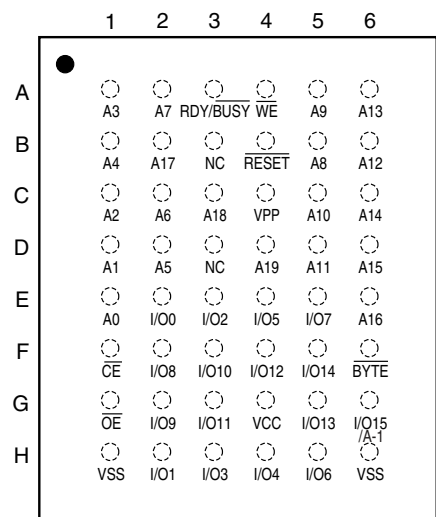 1 2 3 4 5 6
A
A3 A7 RDY/BUSY WE A9 A13
B
A4 A17 NC RESET A8 A12
C
A2 A6 A18 VPP A10 A14
D
A1 A5 NC A19 A11 A15
E
A0 I/O0 I/O2 I/O5 I/O7 A16
F
CE I/O8 I/O10 I/O12 I/O14 BYTE
G
OE I/O9 I/O11 VCC I/O13 I/O15
/A-1
H
VSS I/O1 I/O3 I/O4 I/O6 VSS